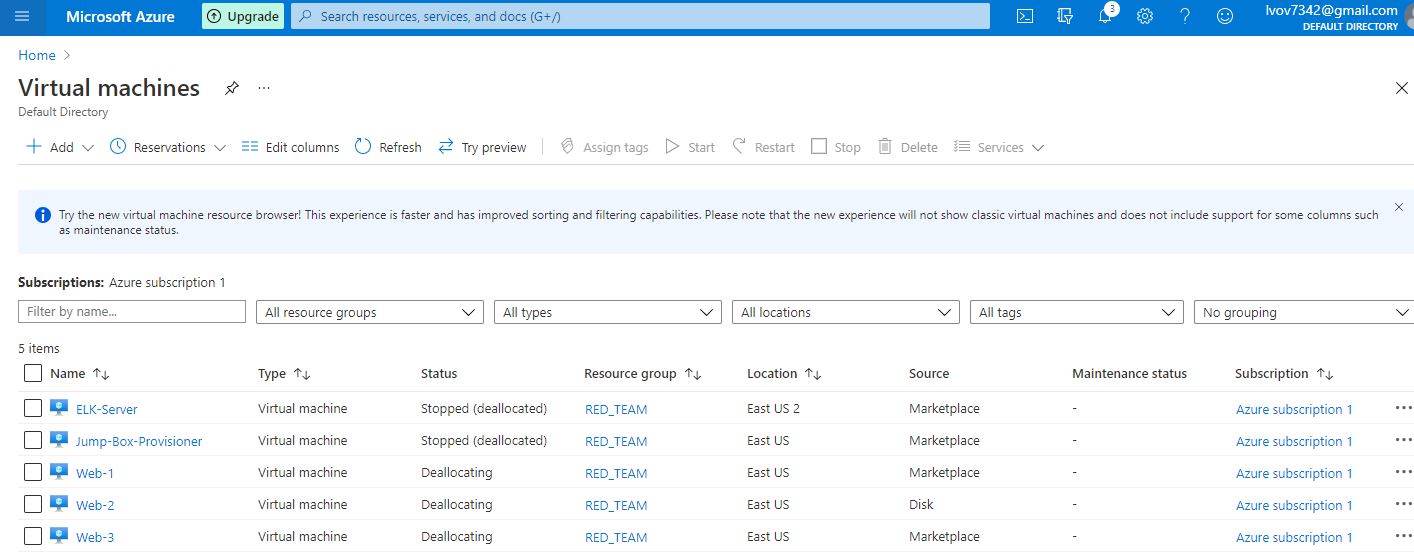 Microsoft Azure Upgrade Search resources, services, and docs (G+/) 3 lvov7342@gmail.com
DEFAULT DIRECTORY
Home >
Virtual machines ...
Default Directory
Add Reservations Edit columns Refresh Try preview Assign tags Start Restart Stop Delete Services
Try the new virtual machine resource browser! This experience is faster and has improved sorting and filtering capabilities. Please note that the new experience will not show classic virtual machines and does not include support for some columns such
as maintenance status.
Subscriptions: Azure subscription 1
Filter by name... All resource groups All types All locations All tags No grouping
5 items
Name Type Status Resource group Location Source Maintenance status Subscription
ELK-Server Virtual machine Stopped (deallocated) RED_TEAM East US 2 Marketplace - Azure subscription 1 ...
Jump-Box-Provisioner Virtual machine Stopped (deallocated) RED_TEAM East US Marketplace - Azure subscription 1 ...
Web-1 Virtual machine Deallocating RED_TEAM East US Marketplace - Azure subscription 1 ...
Web-2 Virtual machine Deallocating RED_TEAM East US Disk - Azure subscription 1 ...
Web-3 Virtual machine Deallocating RED_TEAM East US Marketplace - Azure subscription 1 ...